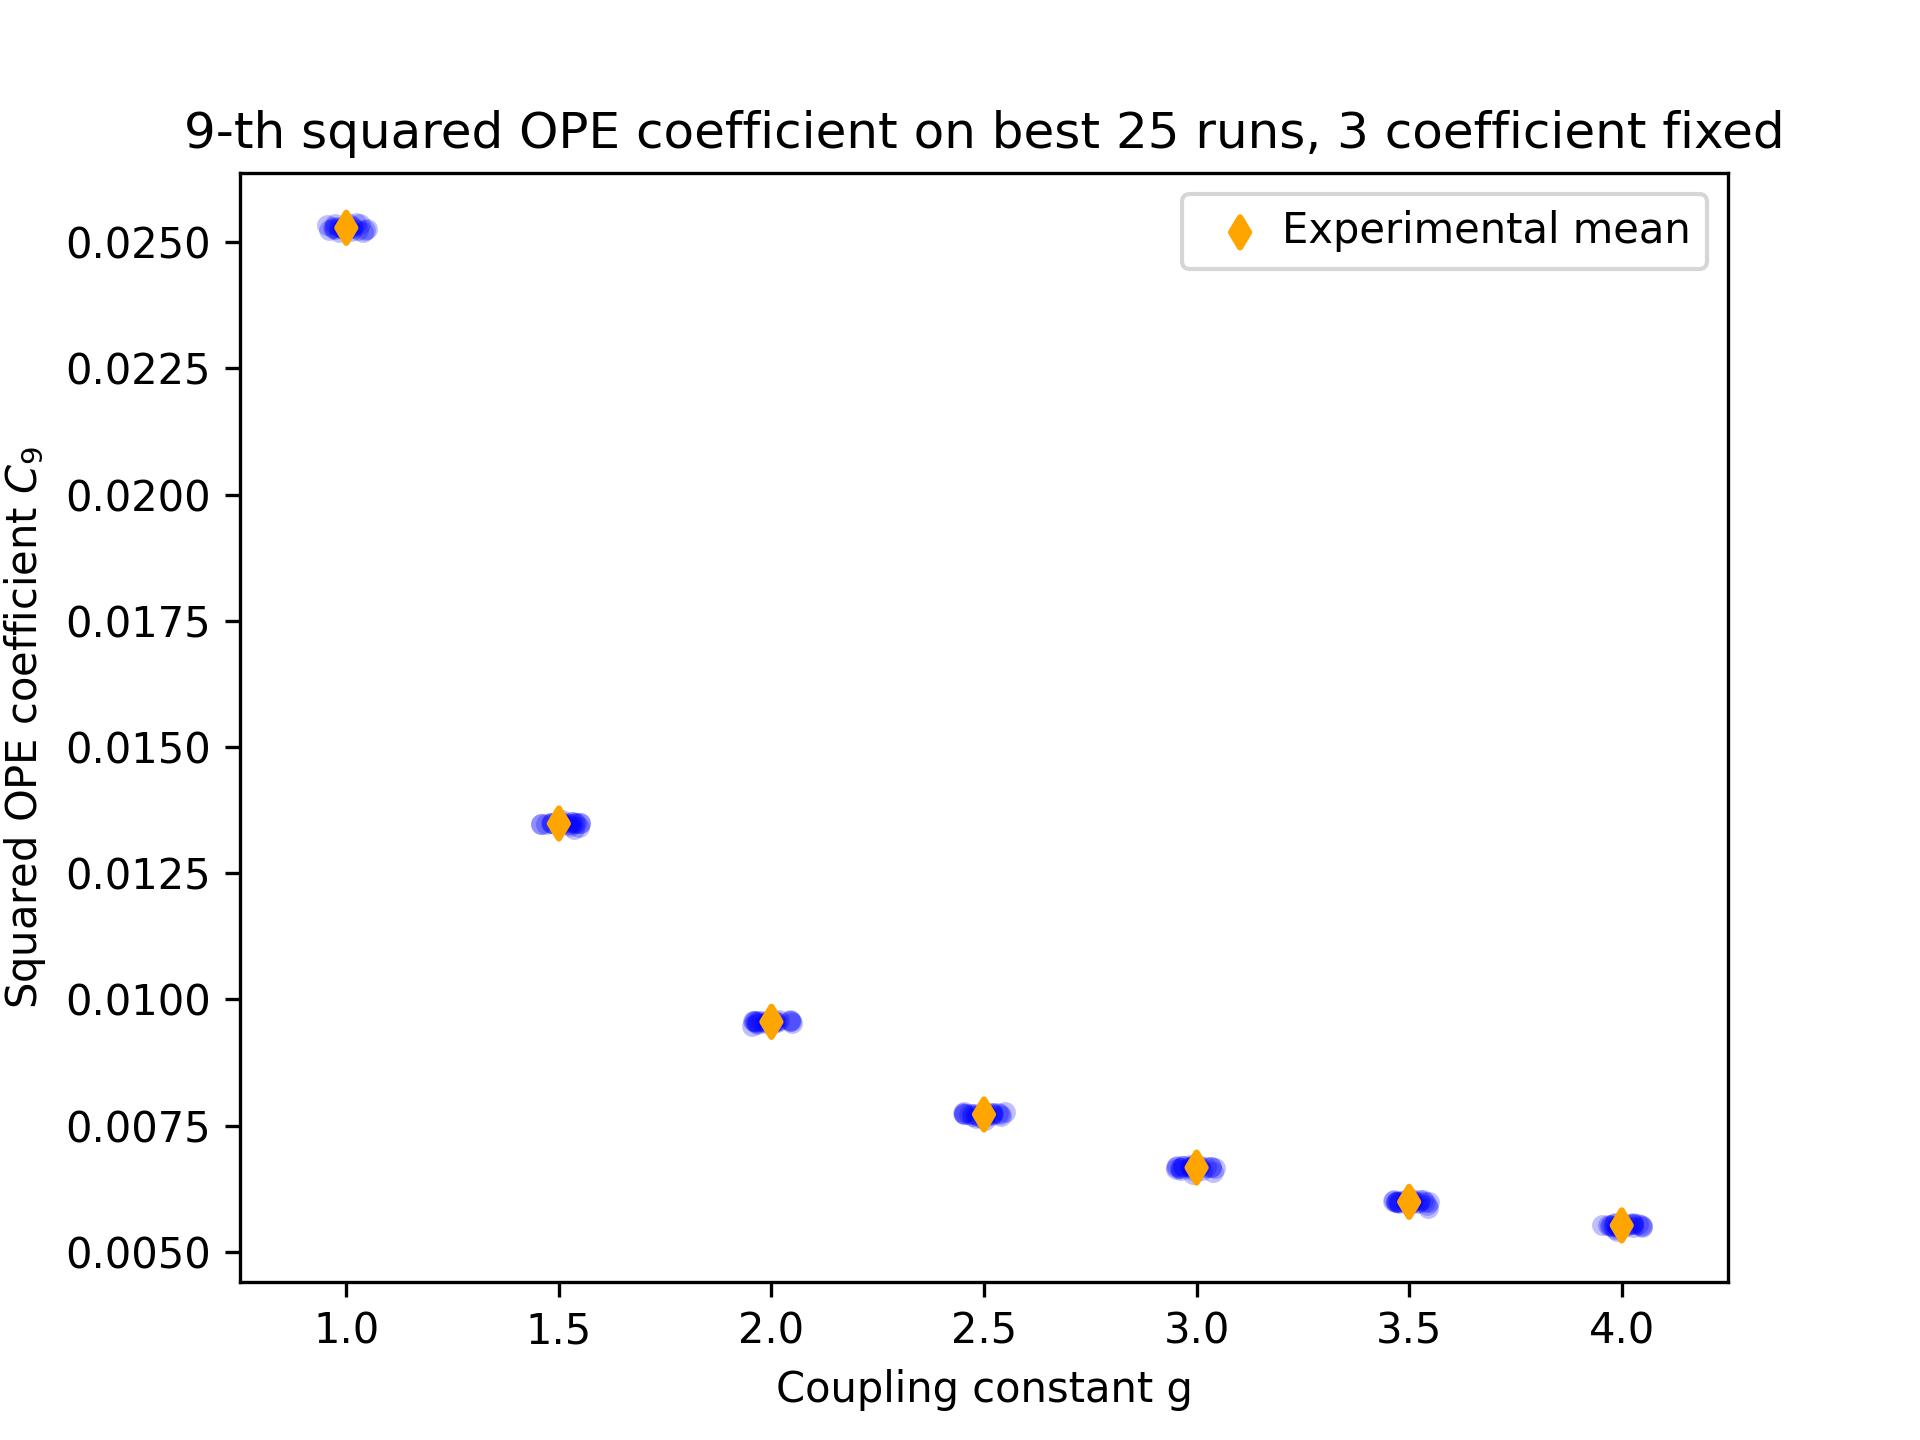 9-th squared OPE coefficient on best 25 runs, 3 coefficient fixed
Experimental mean
Squared OPE coefficient C₉
0.0250
0.0225
0.0200
0.0175
0.0150
0.0125
0.0100
0.0075
0.0050
1.0 1.5 2.0 2.5 3.0 3.5 4.0
Coupling constant g